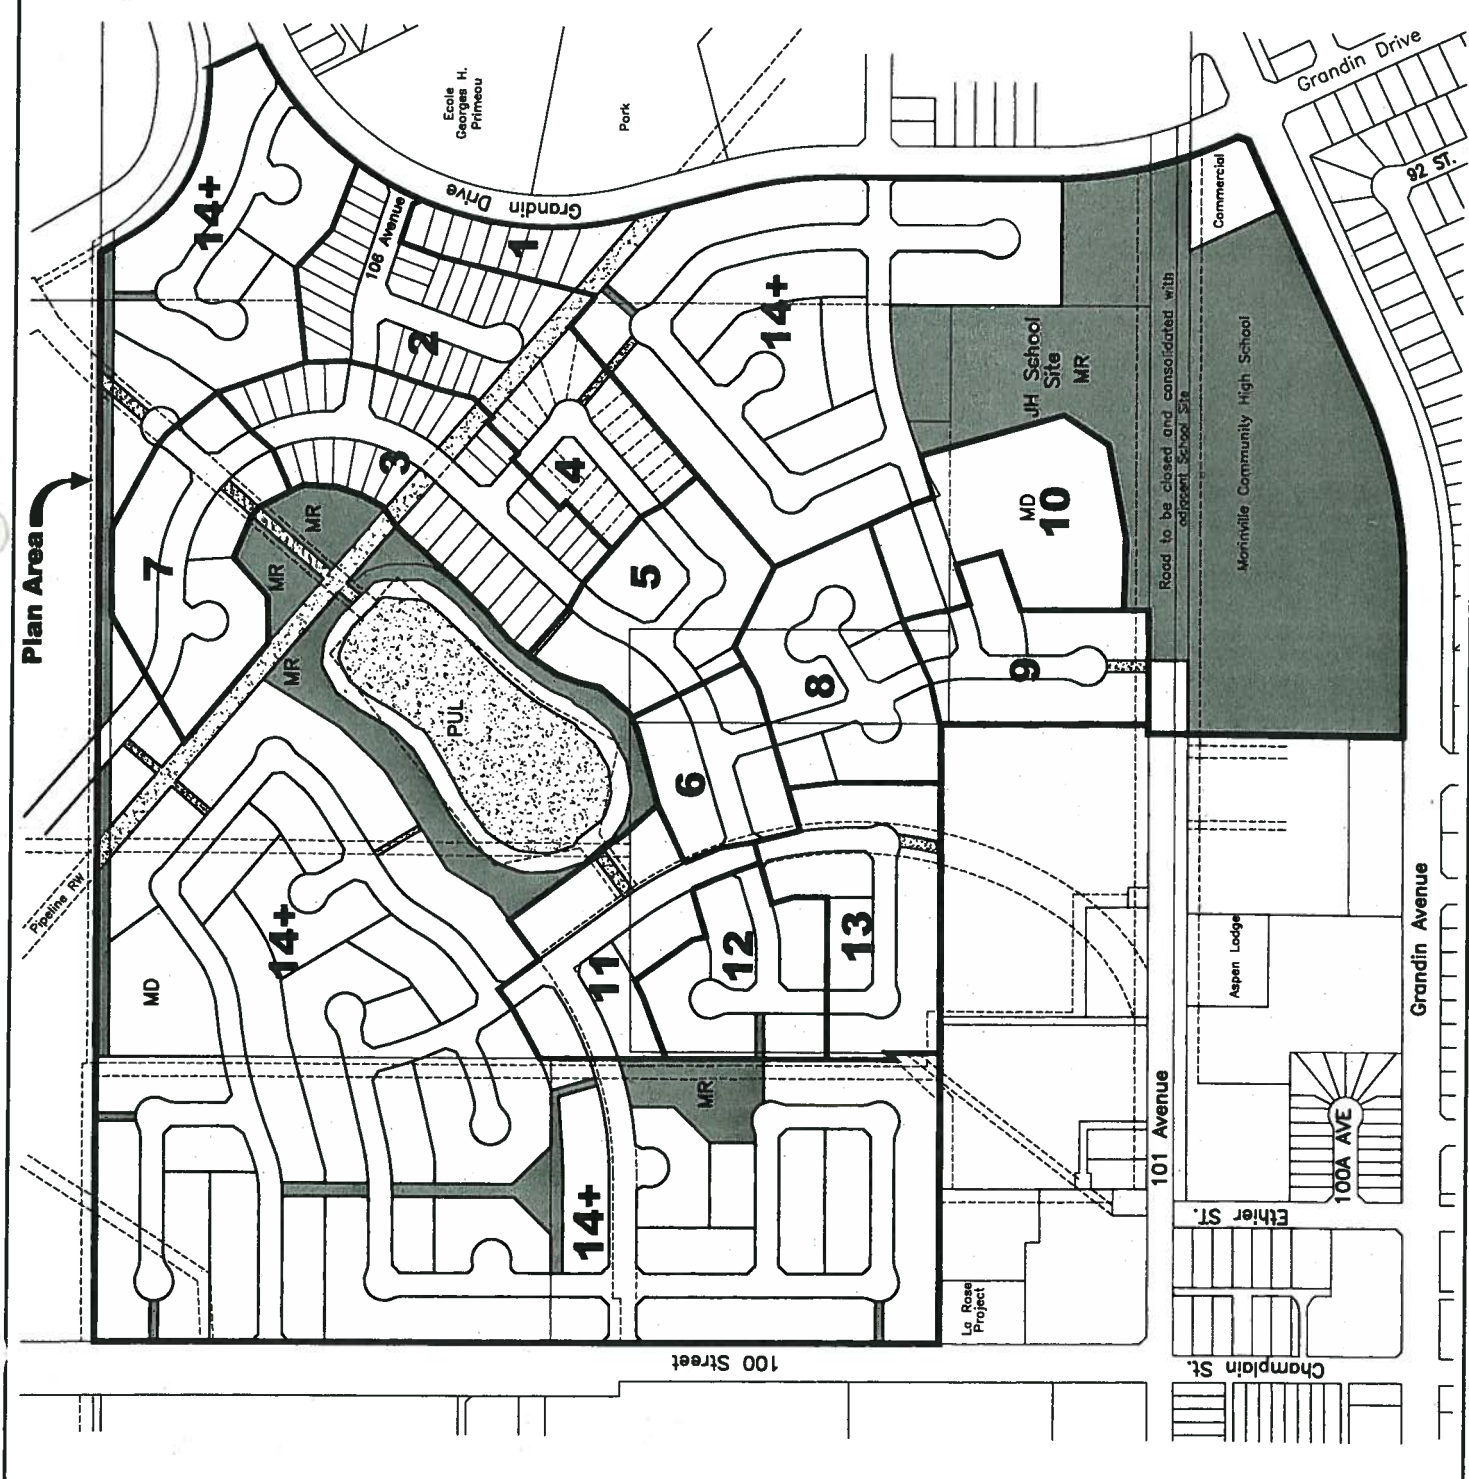 Plan Area
Ecole
Georges H.
Primeau
Park
Grandin Drive
Grandin Drive
92 ST.
Commercial
14+
106 Avenue
1
2
3
4
5
7
MR
MR
MR
PUL
14+
JH School
Site
MR
MD
10
Road to be closed and consolidated with
adjacent School Site
Morinville Community High School
6
8
9
Pipeline RW
MD
14+
11
12
13
MR
14+
Aspen Lodge
Grandin Avenue
101 Avenue
100A AVE
Ethier ST.
La Rose
Project
100 Street
Champlain St.